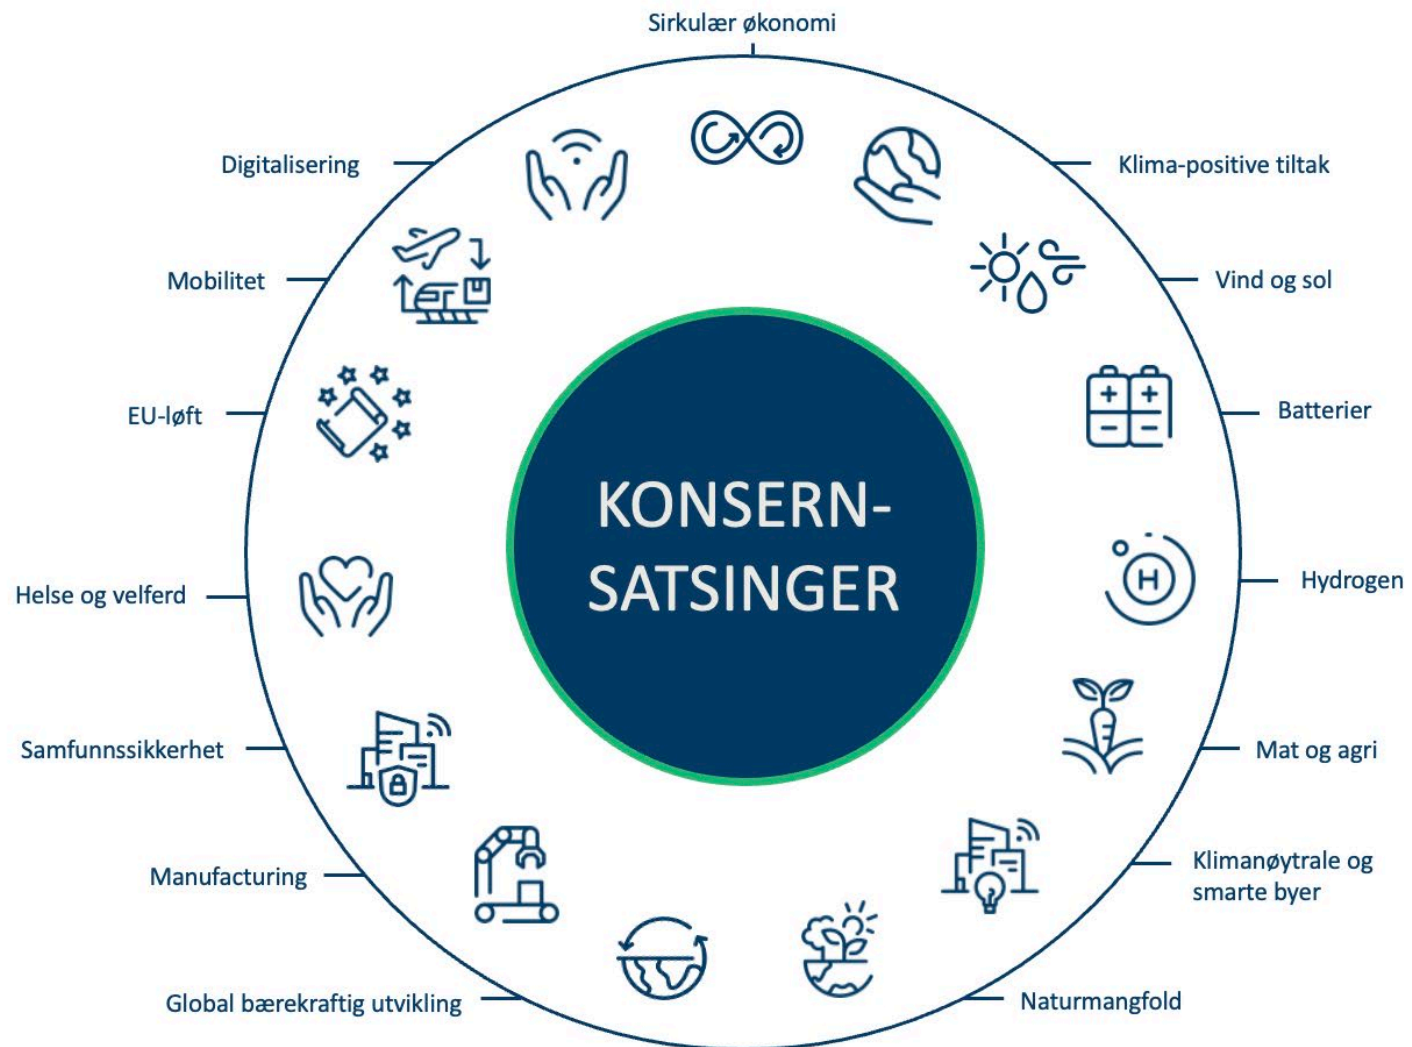 Sirkulær økonomi
Klima-positive tiltak
Vind og sol
Batterier
Hydrogen
Mat og agri
Klimanøytrale og
smarte byer
Naturmangfold
Global bærekraftig utvikling
Manufacturing
Samfunnssikkerhet
Helse og velferd
EU-løft
Mobilitet
Digitalisering
KONSERN-
SATSINGER
H